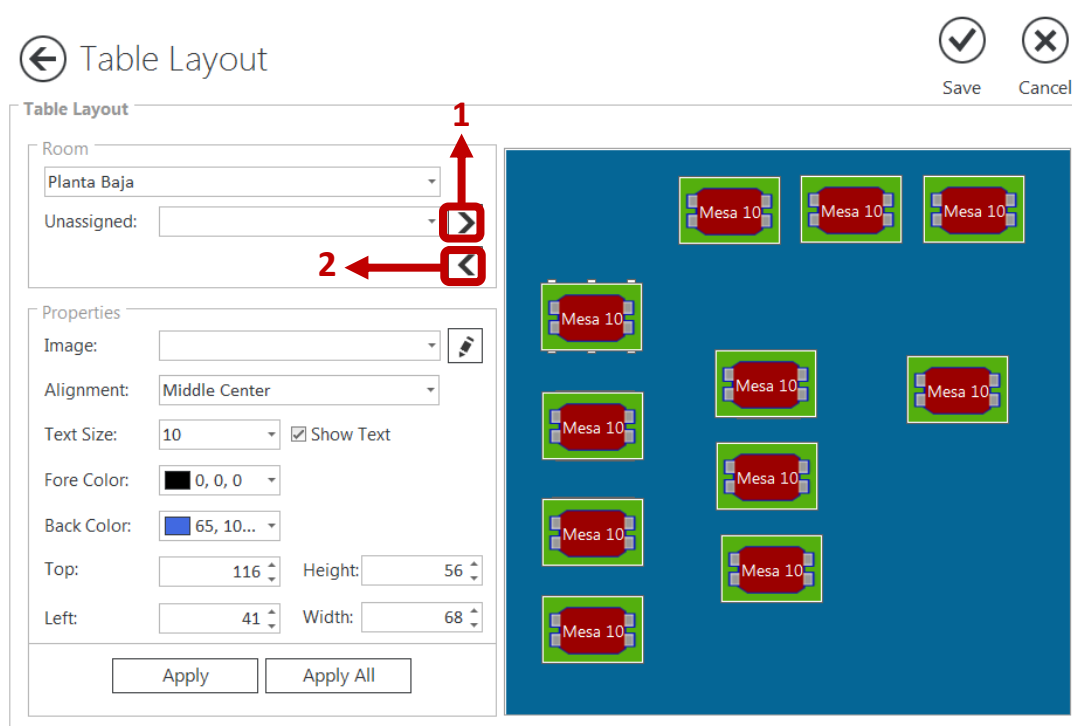 Table Layout
Save
Cancel
Table Layout
1
Room
Planta Baja
Unassigned:
2
Properties
Image:
Alignment: Middle Center
Text Size: 10 Show Text
Fore Color: 0, 0, 0
Back Color: 65, 10...
Top: 116 Height: 56
Left: 41 Width: 68
Apply Apply All
Mesa 10 Mesa 10 Mesa 10
Mesa 10
Mesa 10 Mesa 10
Mesa 10
Mesa 10
Mesa 10
Mesa 10
Mesa 10